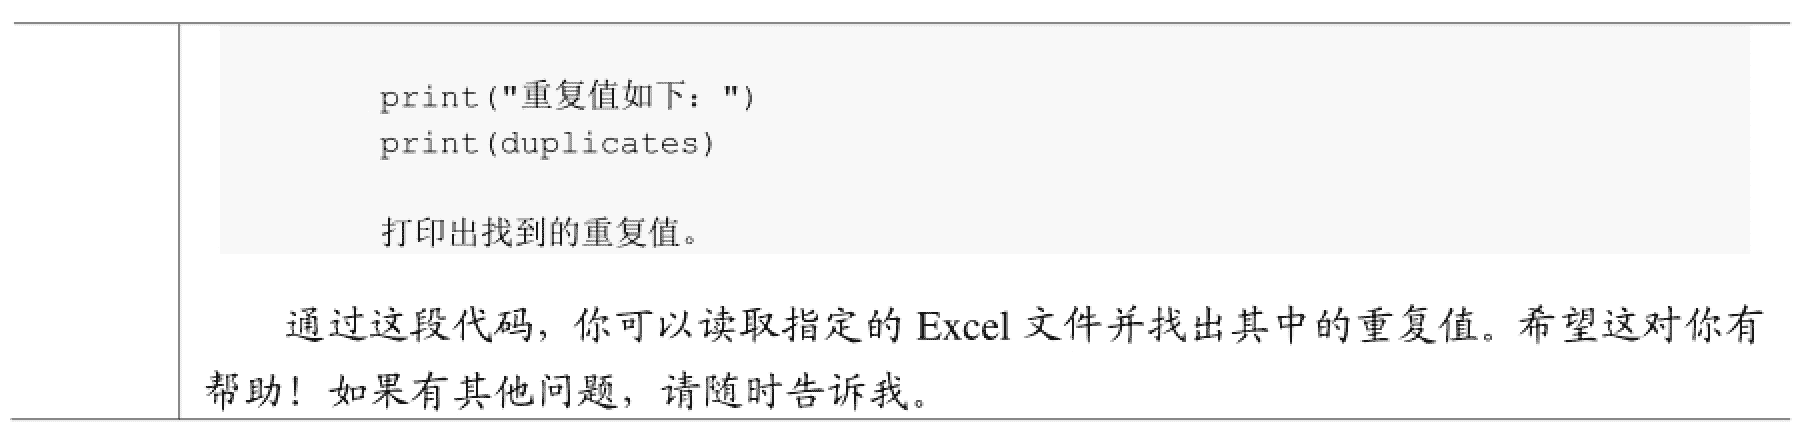 print("重复值如下：")
print(duplicates)
打印出找到的重复值。
通过这段代码，你可以读取指定的 Excel 文件并找出其中的重复值。希望这对你有
帮助！如果有其他问题，请随时告诉我。